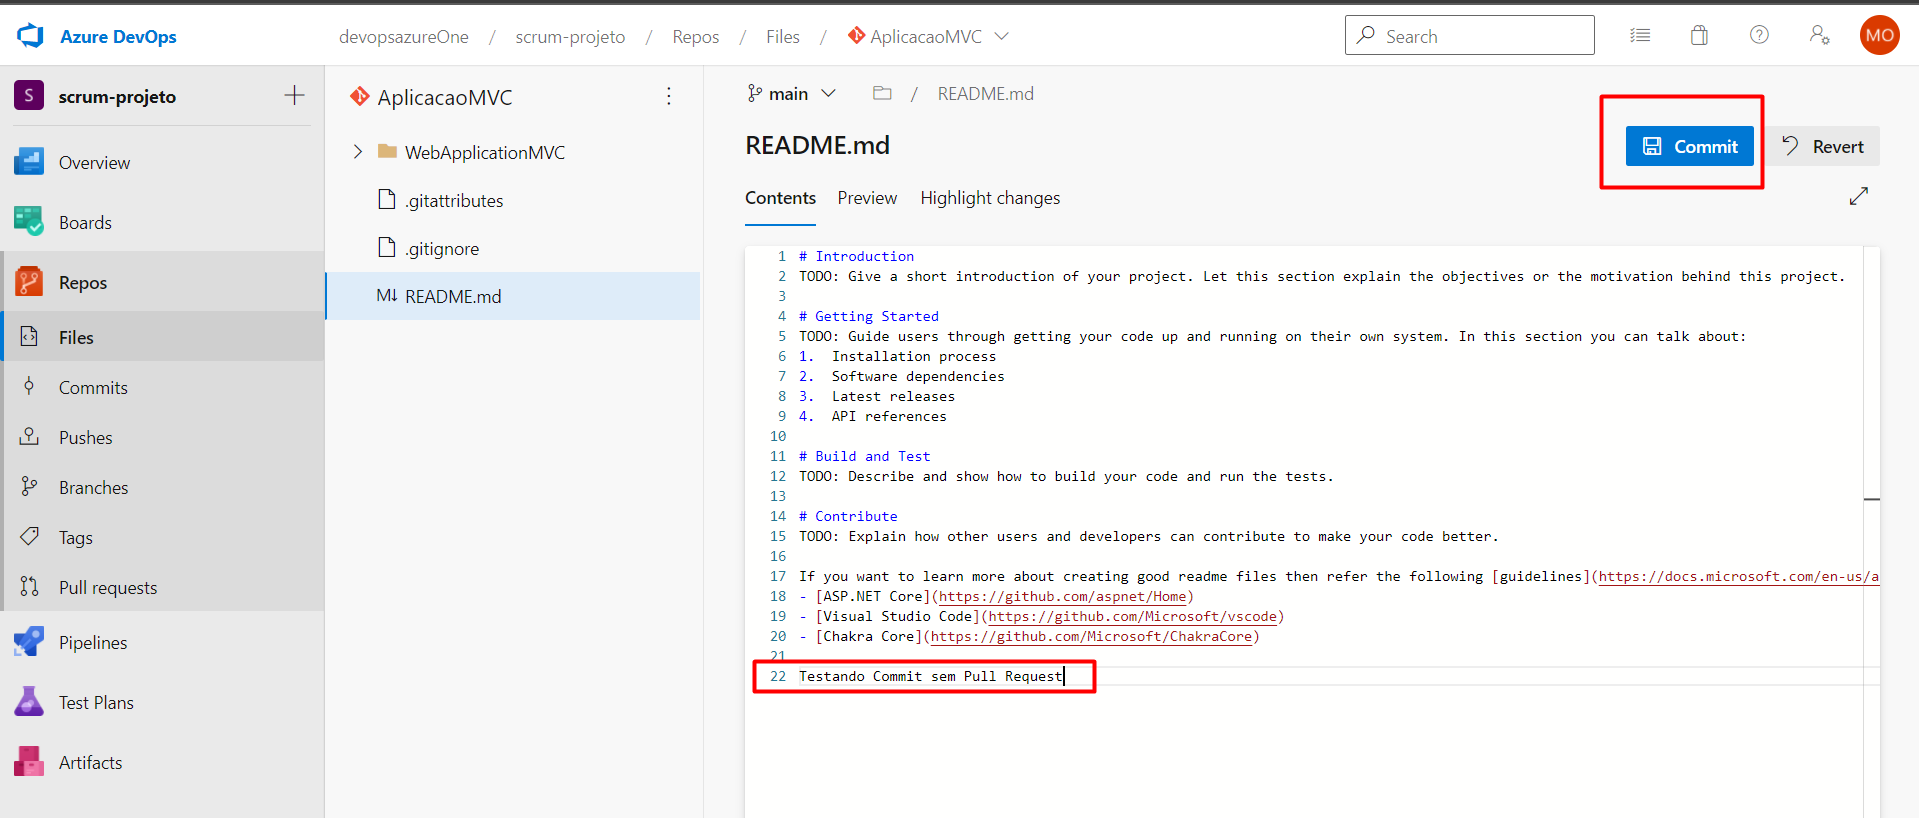 Azure DevOps
devopsazureOne / scrum-projeto / Repos / Files / AplicacaoMVC
Search
MO
S scrum-projeto
Overview
Boards
Repos
Files
Commits
Pushes
Branches
Tags
Pull requests
Pipelines
Test Plans
Artifacts
AplicacaoMVC
WebApplicationMVC
.gitattributes
.gitignore
M↓ README.md
main / README.md
README.md
Commit
Revert
Contents Preview Highlight changes
1 # Introduction
2 TODO: Give a short introduction of your project. Let this section explain the objectives or the motivation behind this project.
3
4 # Getting Started
5 TODO: Guide users through getting your code up and running on their own system. In this section you can talk about:
6 1. Installation process
7 2. Software dependencies
8 3. Latest releases
9 4. API references
10
11 # Build and Test
12 TODO: Describe and show how to build your code and run the tests.
13
14 # Contribute
15 TODO: Explain how other users and developers can contribute to make your code better.
16
17 If you want to learn more about creating good readme files then refer the following [guidelines](https://docs.microsoft.com/en-us/a
18 - [ASP.NET Core](https://github.com/aspnet/Home)
19 - [Visual Studio Code](https://github.com/Microsoft/vscode)
20 - [Chakra Core](https://github.com/Microsoft/ChakraCore)
21
22 Testando Commit sem Pull Request